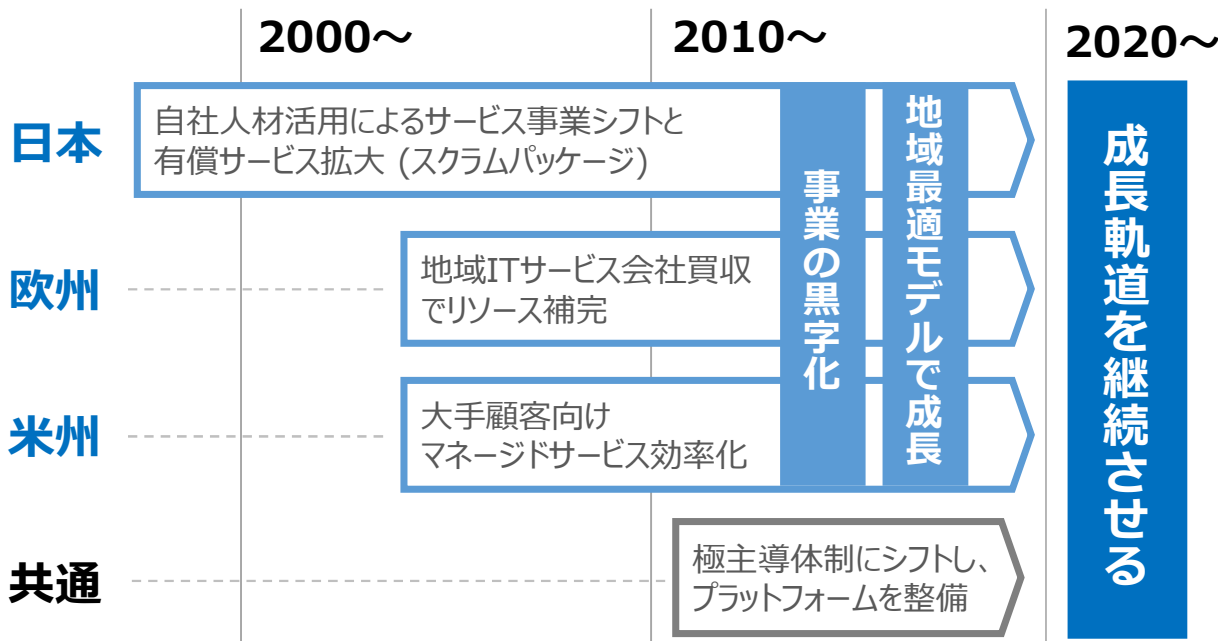 2000～
2010～
2020～
日本
自社人材活用によるサービス事業シフトと
有償サービス拡大 (スクラムパッケージ)
欧州
地域ITサービス会社買収
でリソース補完
米州
大手顧客向け
マネージドサービス効率化
共通
極主導体制にシフトし、
プラットフォームを整備
事業の黒字化
地域最適モデルで成長
成長軌道を継続させる